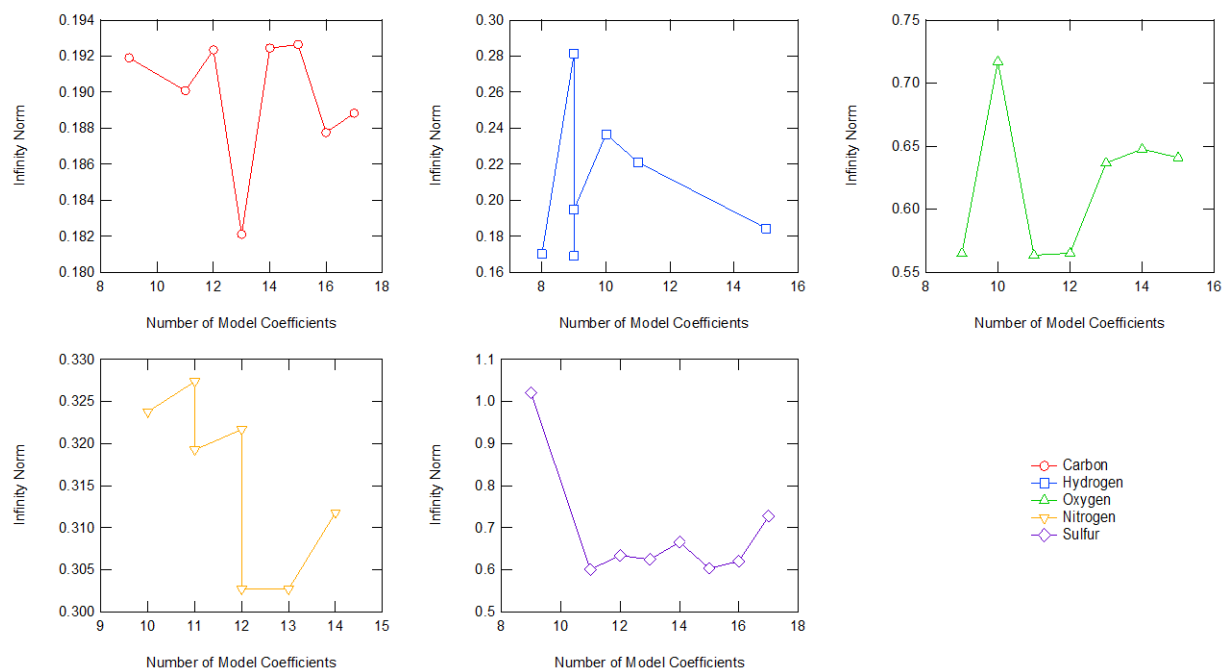 0.194
0.192
0.190
0.188
0.186
0.184
0.182
0.180
Infinity Norm
8 10 12 14 16 18
Number of Model Coefficients
0.30
0.28
0.26
0.24
0.22
0.20
0.18
0.16
Infinity Norm
8 10 12 14 16
Number of Model Coefficients
0.75
0.70
0.65
0.60
0.55
Infinity Norm
8 10 12 14 16
Number of Model Coefficients
0.330
0.325
0.320
0.315
0.310
0.305
0.300
Infinity Norm
9 10 11 12 13 14 15
Number of Model Coefficients
1.1
1.0
0.9
0.8
0.7
0.6
0.5
Infinity Norm
8 10 12 14 16 18
Number of Model Coefficients
Carbon
Hydrogen
Oxygen
Nitrogen
Sulfur